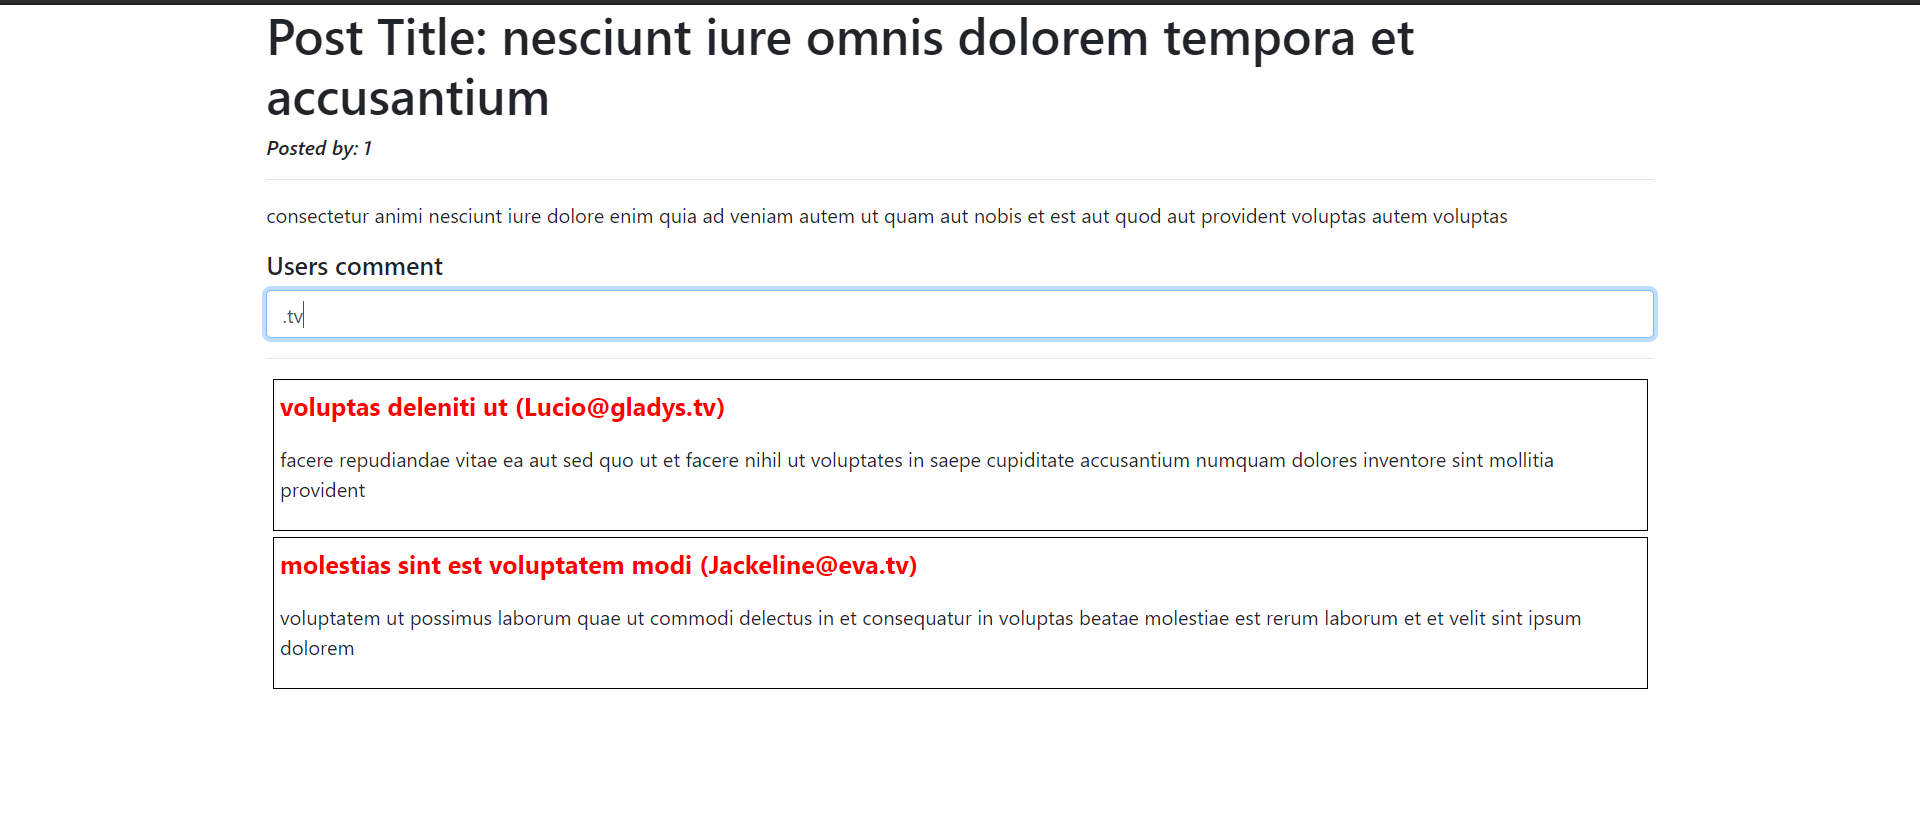 Post Title: nesciunt iure omnis dolorem tempora et
accusantium
Posted by: 1
consectetur animi nesciunt iure dolore enim quia ad veniam autem ut quam aut nobis et est aut quod aut provident voluptas autem voluptas
Users comment
.tv
voluptas deleniti ut (Lucio@gladys.tv)
facere repudiandae vitae ea aut sed quo ut et facere nihil ut voluptates in saepe cupiditate accusantium numquam dolores inventore sint mollitia
provident
molestias sint est voluptatem modi (Jackeline@eva.tv)
voluptatem ut possimus laborum quae ut commodi delectus in et consequatur in voluptas beatae molestiae est rerum laborum et et velit sint ipsum
dolorem